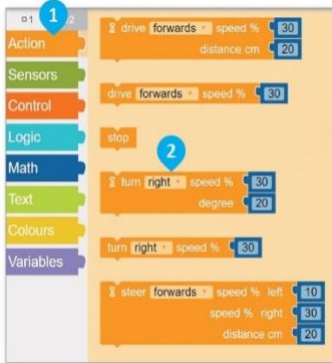 1 1 2
Action
Sensors
Control
Logic
Math
Text
Colours
Variables
drive forwards speed % 30
distance cm 20
drive forwards speed % 30
stop
2
turn right speed % 30
degree 20
turn right speed % 30
steer forwards speed % left 10
speed % right 30
distance cm 20